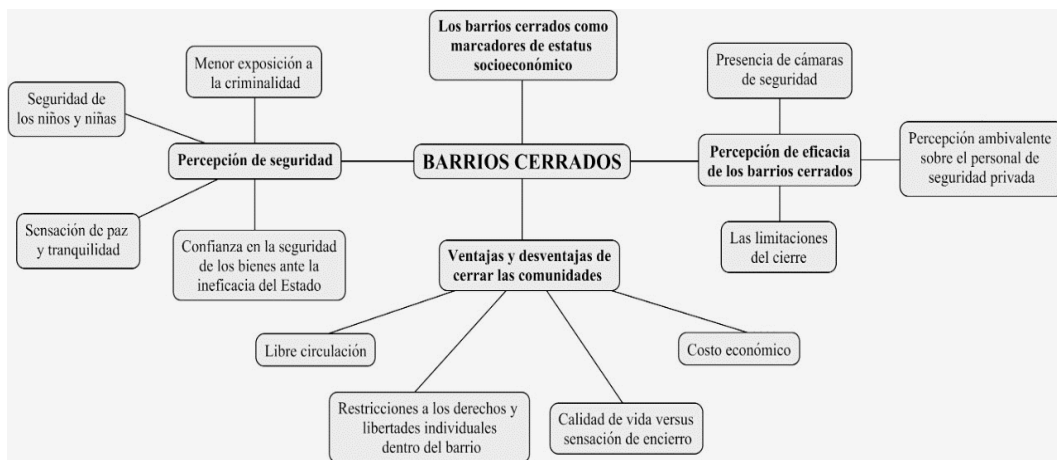 Los barrios cerrados como
marcadores de estatus
socioeconómico
Menor exposición a
la criminalidad
Presencia de cámaras
de seguridad
Seguridad de
los niños y niñas
Percepción de seguridad
BARRIOS CERRADOS
Percepción de eficacia
de los barrios cerrados
Percepción ambivalente
sobre el personal de
seguridad privada
Sensación de paz
y tranquilidad
Confianza en la seguridad
de los bienes ante la
ineficacia del Estado
Ventajas y desventajas de
cerrar las comunidades
Las limitaciones
del cierre
Libre circulación
Costo económico
Restricciones a los derechos y
libertades individuales
dentro del barrio
Calidad de vida versus
sensación de encierro